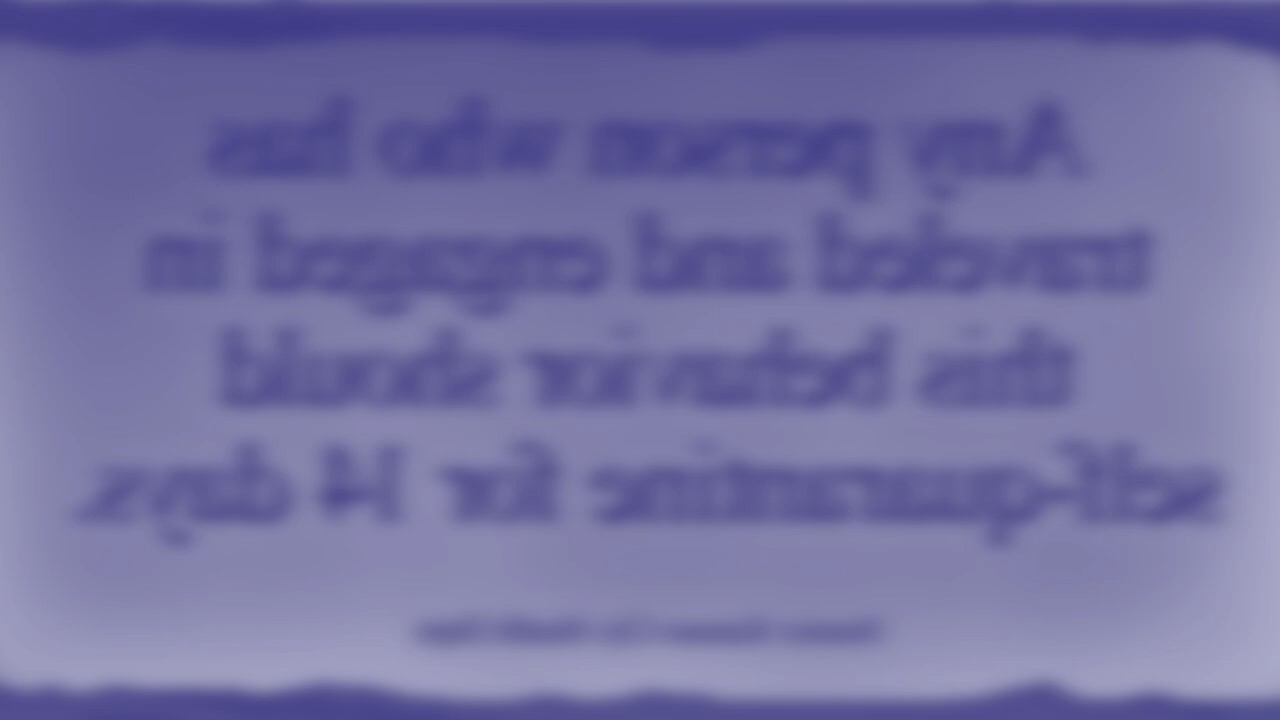 Any person who has
traveled and engaged in
this behavior should
self-quarantine for 14 days.